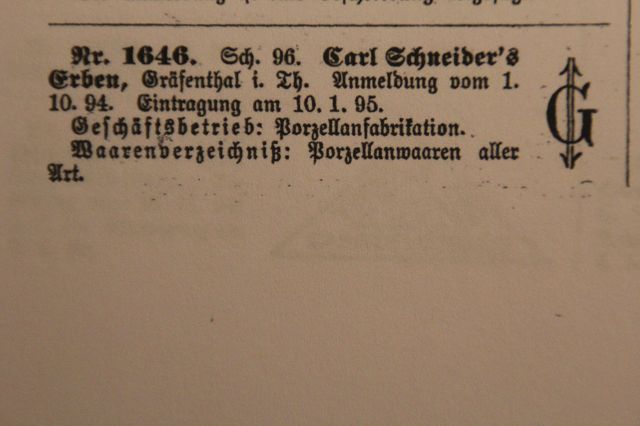 Nr. 1646. Sch. 96. Carl Schneider's
Erben, Gräfenthal i. Th. Anmeldung vom 1.
10. 94. Eintragung am 10. 1. 95.
Geschäftsbetrieb: Porzellanfabrikation.
Waarenverzeichniß: Porzellanwaaren aller
Art.
G